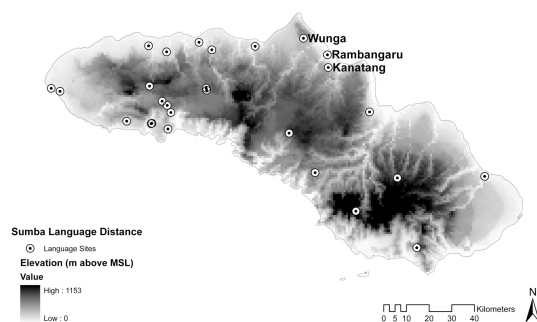 Wunga
Rambangaru
Kanatang
Sumba Language Distance
Language Sites
Elevation (m above MSL)
Value
High : 1153
Low : 0
N
Kilometers
0 5 10 20 30 40